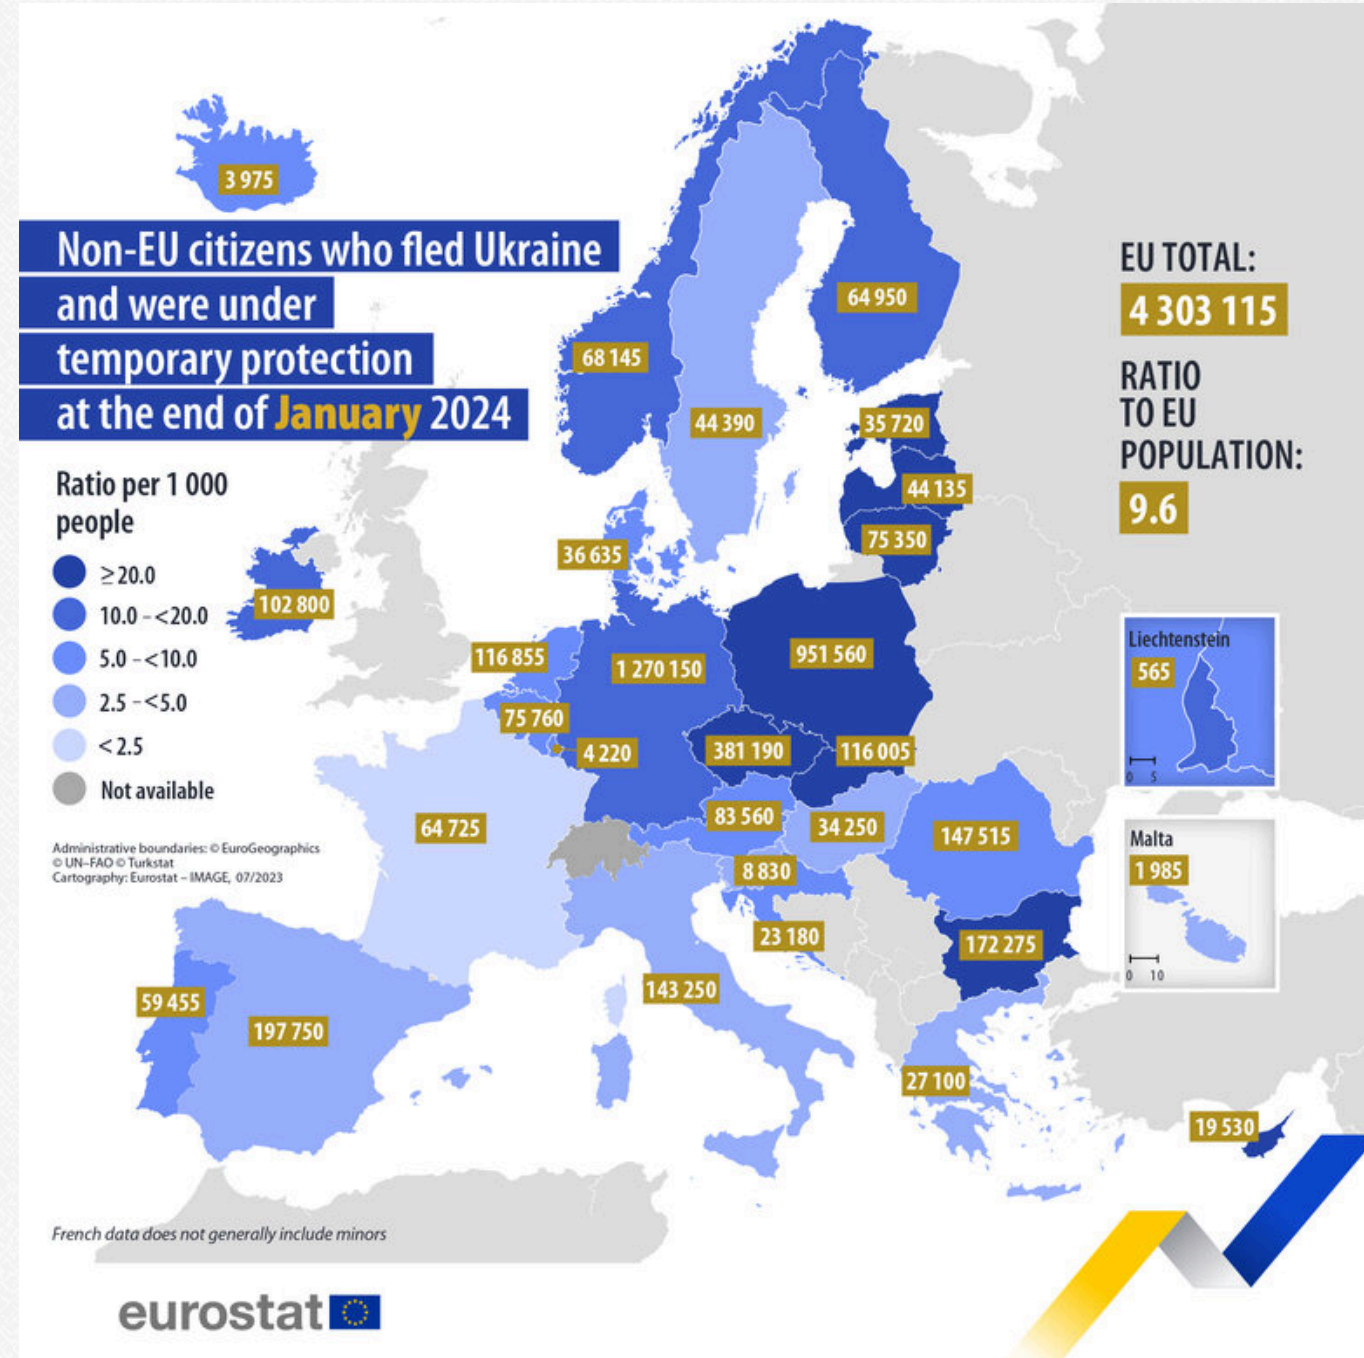 3 975
Non-EU citizens who fled Ukraine
and were under
temporary protection
at the end of January 2024
EU TOTAL:
4 303 115
RATIO
TO EU
POPULATION:
9.6
Ratio per 1 000
people
≥20.0
10.0 – <20.0
5.0 – <10.0
2.5 – <5.0
< 2.5
Not available
Administrative boundaries: © EuroGeographics
© UN–FAO © Turkstat
Cartography: Eurostat – IMAGE, 07/2023
64 950
68 145
44 390
35 720
44 135
75 350
36 635
102 800
116 855
1 270 150
951 560
75 760
4 220
381 190
116 005
83 560
34 250
147 515
64 725
8 830
23 180
172 275
143 250
59 455
197 750
27 100
19 530
Liechtenstein
565
0 5
Malta
1 985
0 10
French data does not generally include minors
eurostat